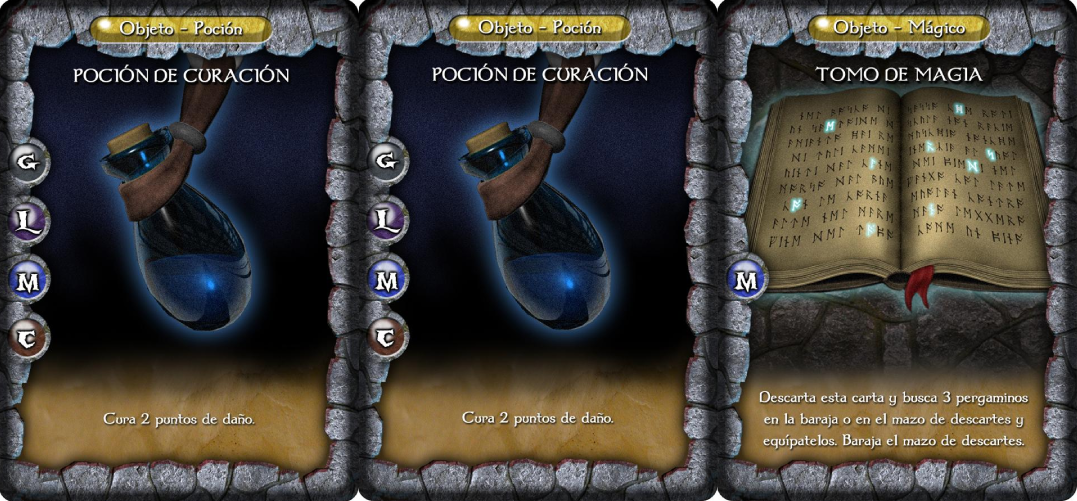 Objeto - Poción
POCIÓN DE CURACIÓN
G
L
M
C
Cura 2 puntos de daño.
Objeto - Poción
POCIÓN DE CURACIÓN
G
L
M
C
Cura 2 puntos de daño.
Objeto - Mágico
TOMO DE MAGIA
M
Descarta esta carta y busca 3 pergaminos
en la baraja o en el mazo de descartes y
equípatelos. Baraja el mazo de descartes.